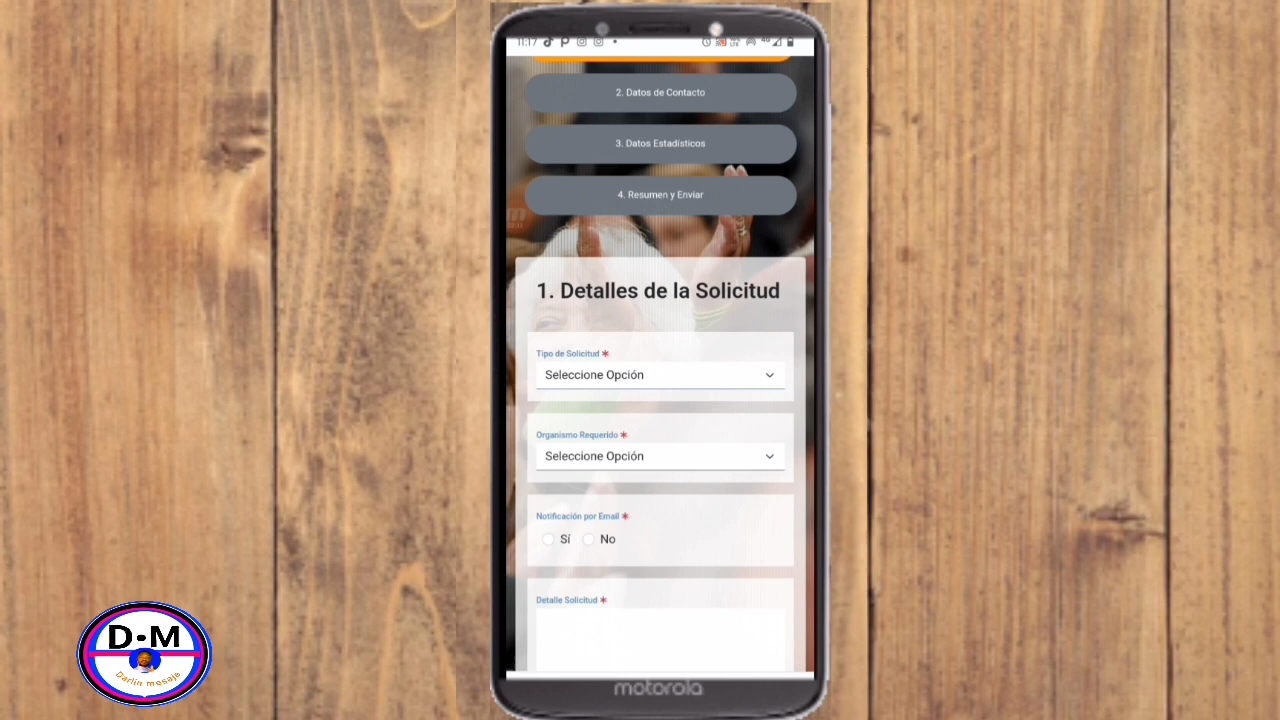 11:17
4G
2. Datos de Contacto
3. Datos Estadísticos
4. Resumen y Enviar
1. Detalles de la Solicitud
Tipo de Solicitud *
Seleccione Opción
Organismo Requerido *
Seleccione Opción
Notificación por Email *
Sí No
Detalle Solicitud *
motorola
D·M
Darlin mesaje